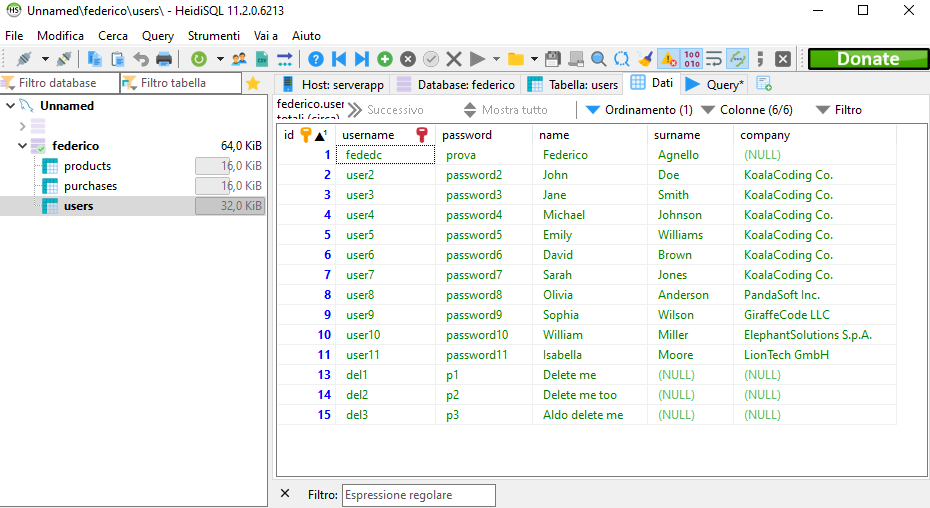 Unnamed\federico\users\ - HeidiSQL 11.2.0.6213
File Modifica Cerca Query Strumenti Vai a Aiuto
Donate
Filtro database Filtro tabella Host: serverapp Database: federico Tabella: users Dati Query*
federico.user Successivo Mostra tutto Ordinamento (1) Colonne (6/6) Filtro
totali (circa)
Unnamed
federico 64,0 KiB
products 16,0 KiB
purchases 16,0 KiB
users 32,0 KiB
id 1 username password name surname company
1 fededc prova Federico Agnello (NULL)
2 user2 password2 John Doe KoalaCoding Co.
3 user3 password3 Jane Smith KoalaCoding Co.
4 user4 password4 Michael Johnson KoalaCoding Co.
5 user5 password5 Emily Williams KoalaCoding Co.
6 user6 password6 David Brown KoalaCoding Co.
7 user7 password7 Sarah Jones KoalaCoding Co.
8 user8 password8 Olivia Anderson PandaSoft Inc.
9 user9 password9 Sophia Wilson GiraffeCode LLC
10 user10 password10 William Miller ElephantSolutions S.p.A.
11 user11 password11 Isabella Moore LionTech GmbH
13 del1 p1 Delete me (NULL) (NULL)
14 del2 p2 Delete me too (NULL) (NULL)
15 del3 p3 Aldo delete me (NULL) (NULL)
Filtro: Espressione regolare